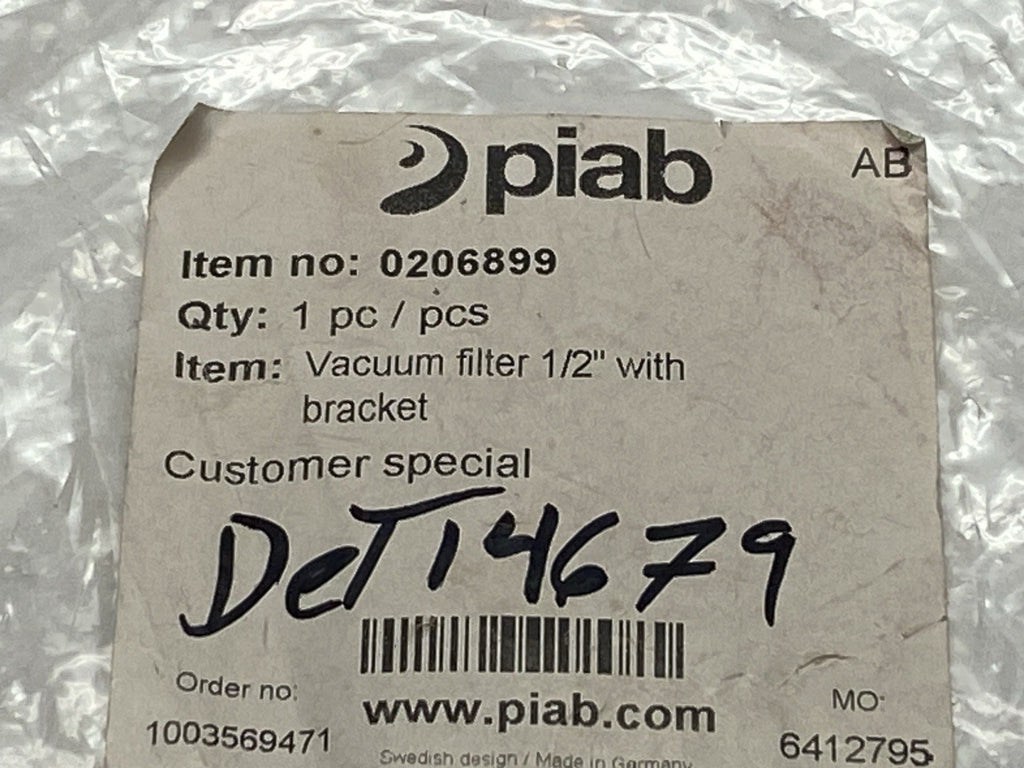 piab
AB
Item no: 0206899
Qty: 1 pc / pcs
Item: Vacuum filter 1/2" with
bracket
Customer special
DeT14679
www.piab.com
Order no:
1003569471
MO:
6412795
Swedish design / Made in Germany